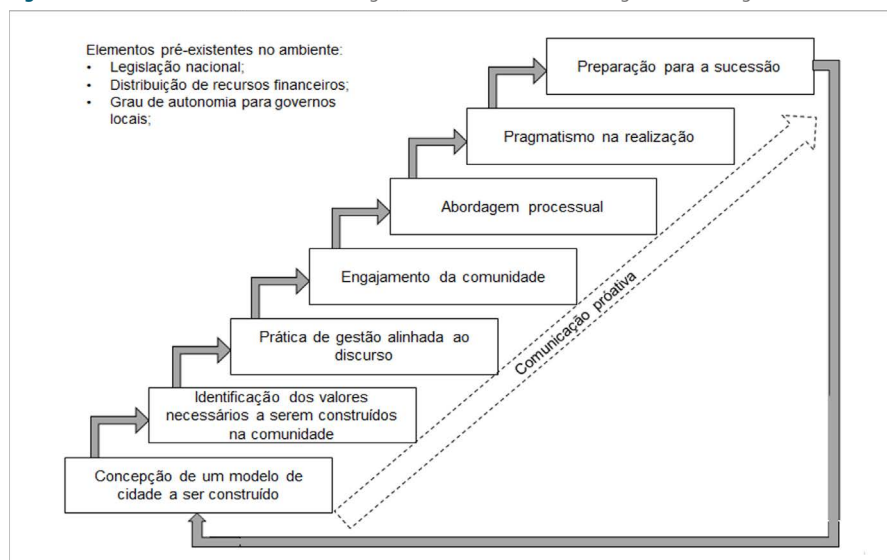 Elementos pré-existentes no ambiente:
• Legislação nacional;
• Distribuição de recursos financeiros;
• Grau de autonomia para governos
locais;
Preparação para a sucessão
Pragmatismo na realização
Abordagem processual
Engajamento da comunidade
Prática de gestão alinhada ao
discurso
Identificação dos valores
necessários a serem construídos
na comunidade
Concepção de um modelo de
cidade a ser construído
Comunicação próativa